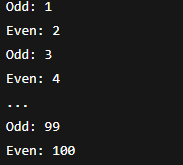 Odd: 1
Even: 2
Odd: 3
Even: 4
...
Odd: 99
Even: 100